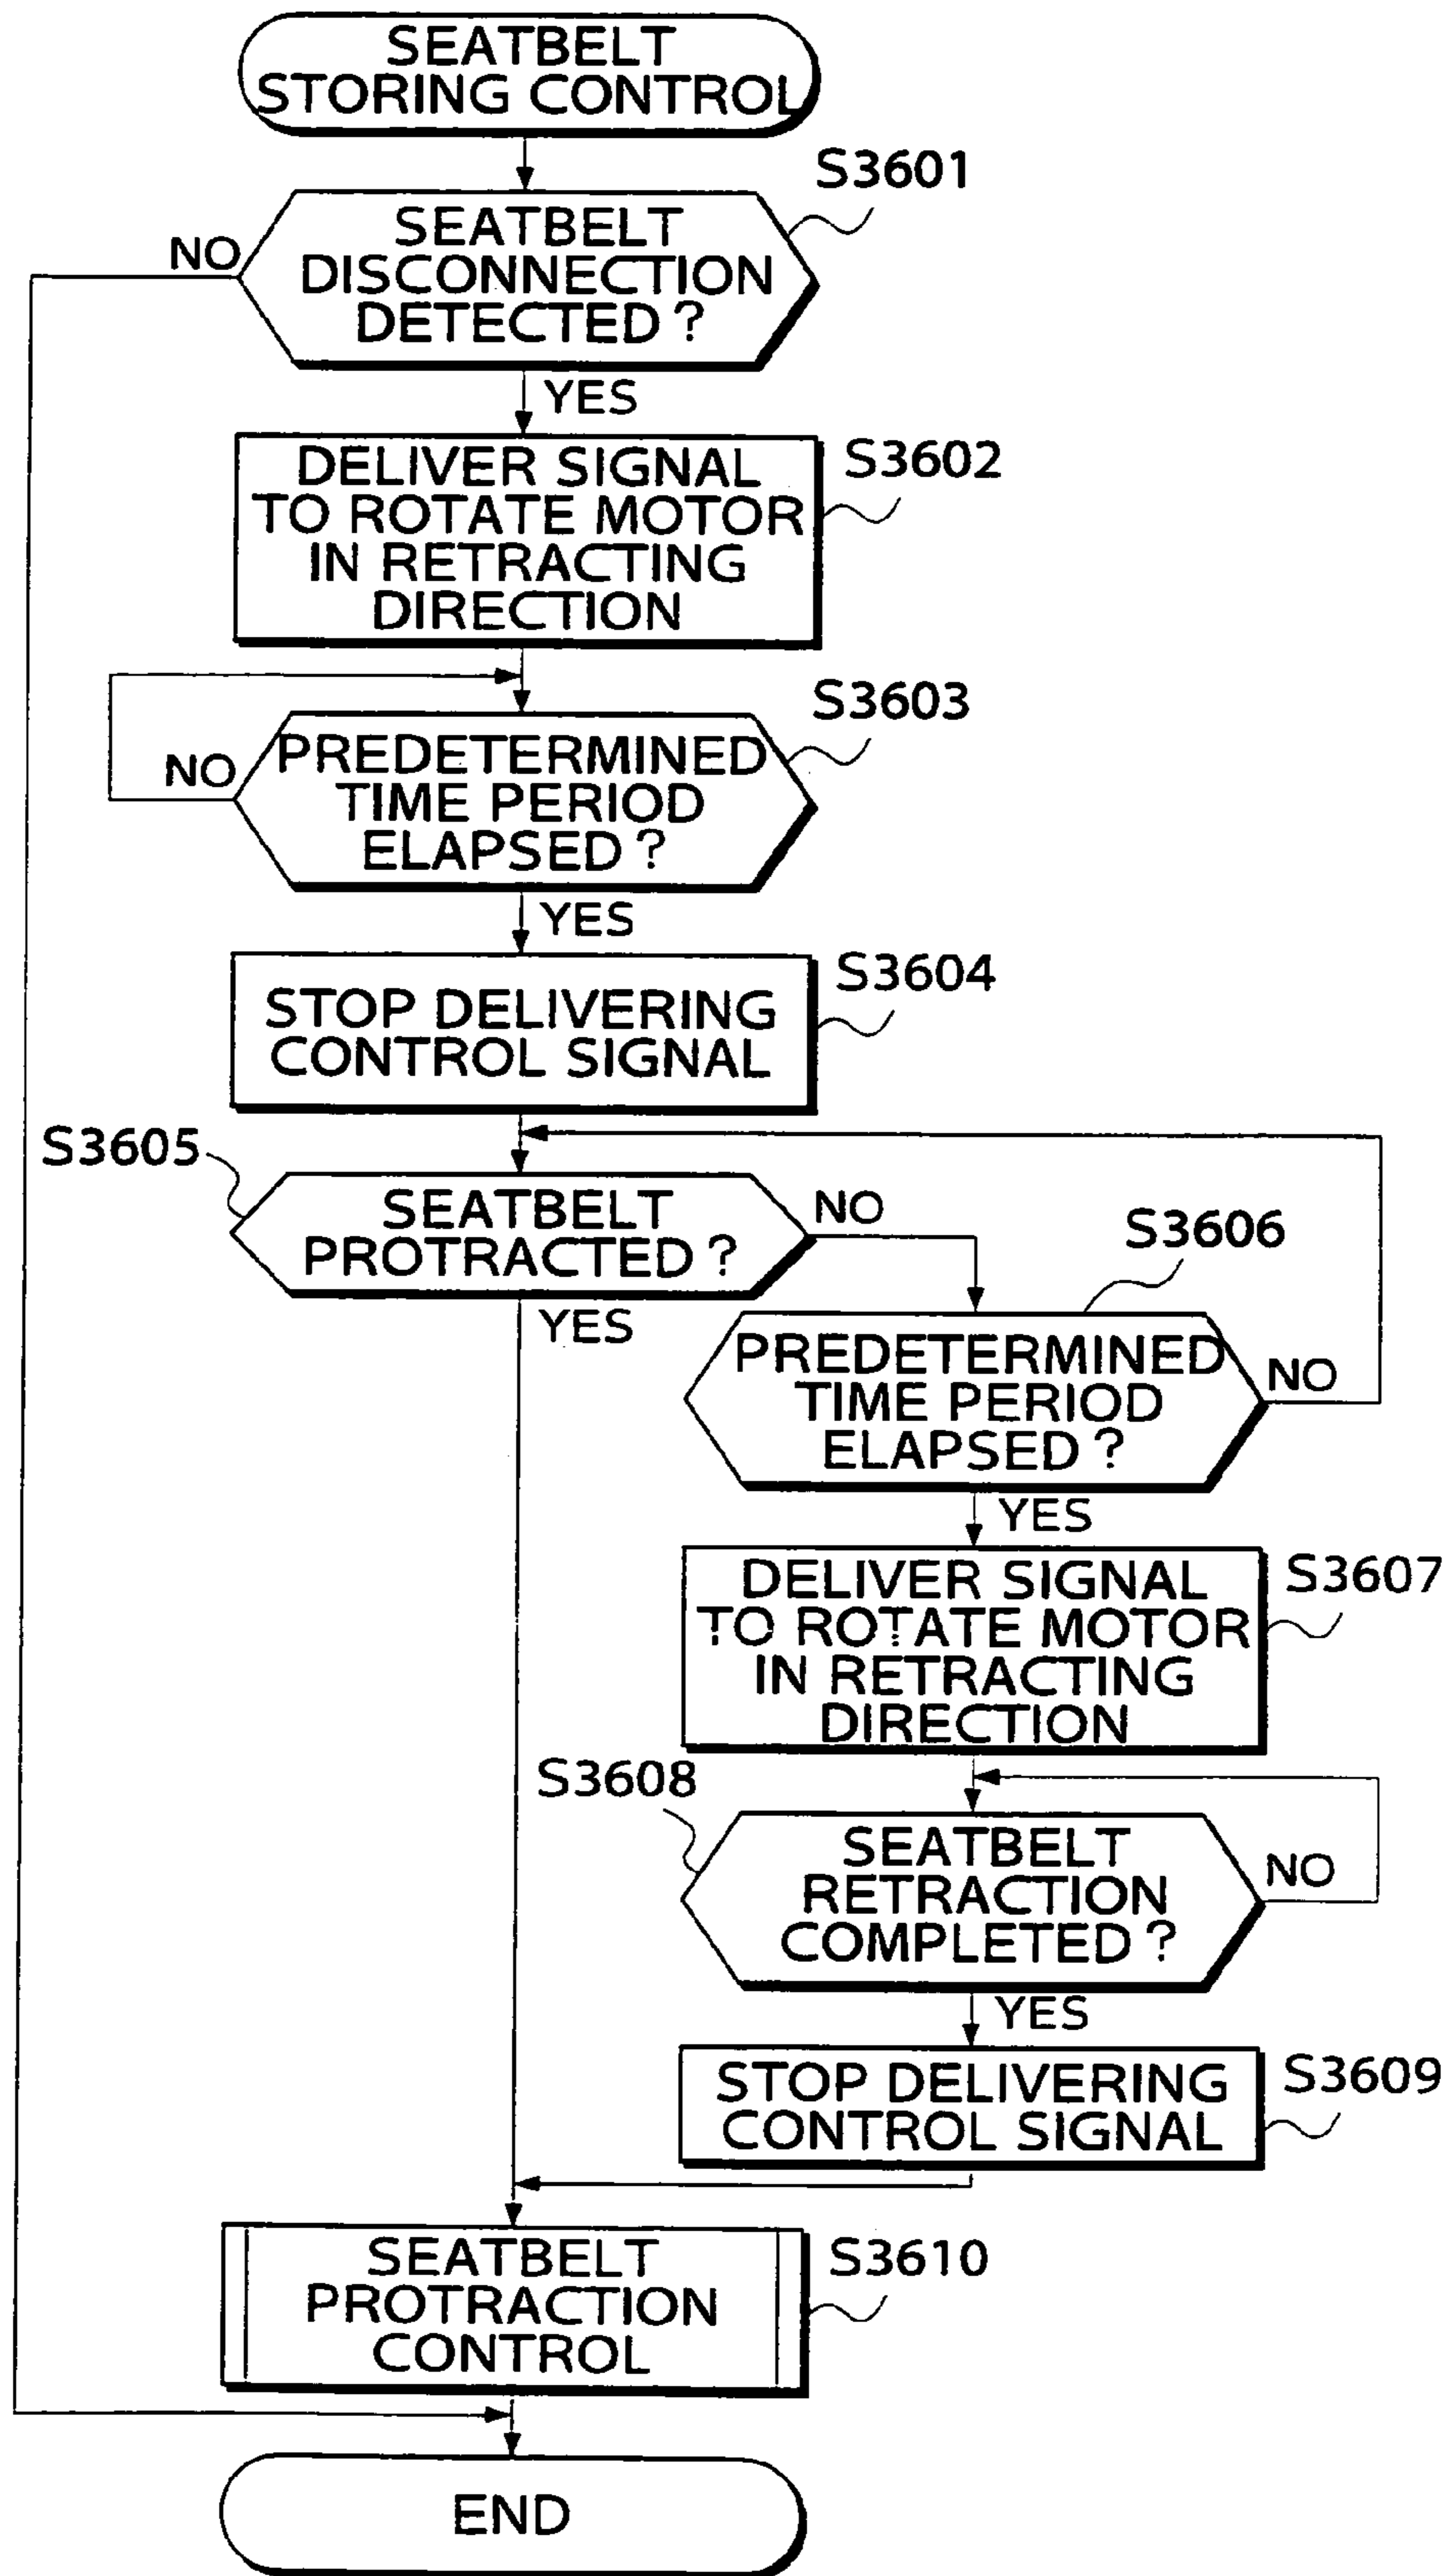 SEATBELT
STORING CONTROL
S3601
SEATBELT
DISCONNECTION
DETECTED ?
NO
YES
S3602
DELIVER SIGNAL
TO ROTATE MOTOR
IN RETRACTING
DIRECTION
S3603
PREDETERMINED
TIME PERIOD
ELAPSED ?
NO
YES
S3604
STOP DELIVERING
CONTROL SIGNAL
S3605
SEATBELT
PROTRACTED ?
NO
YES
S3606
PREDETERMINED
TIME PERIOD
ELAPSED ?
NO
YES
S3607
DELIVER SIGNAL
TO ROTATE MOTOR
IN RETRACTING
DIRECTION
S3608
SEATBELT
RETRACTION
COMPLETED ?
NO
YES
S3609
STOP DELIVERING
CONTROL SIGNAL
S3610
SEATBELT
PROTRACTION
CONTROL
END